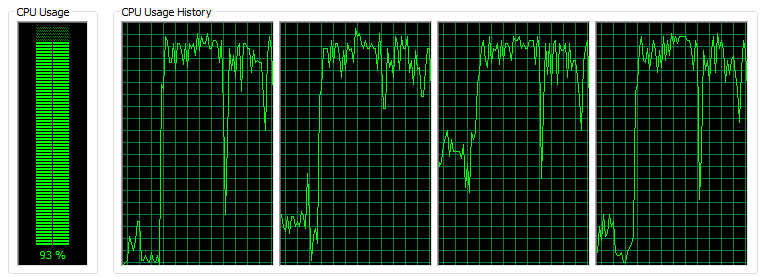 CPU Usage
CPU Usage History
93 %